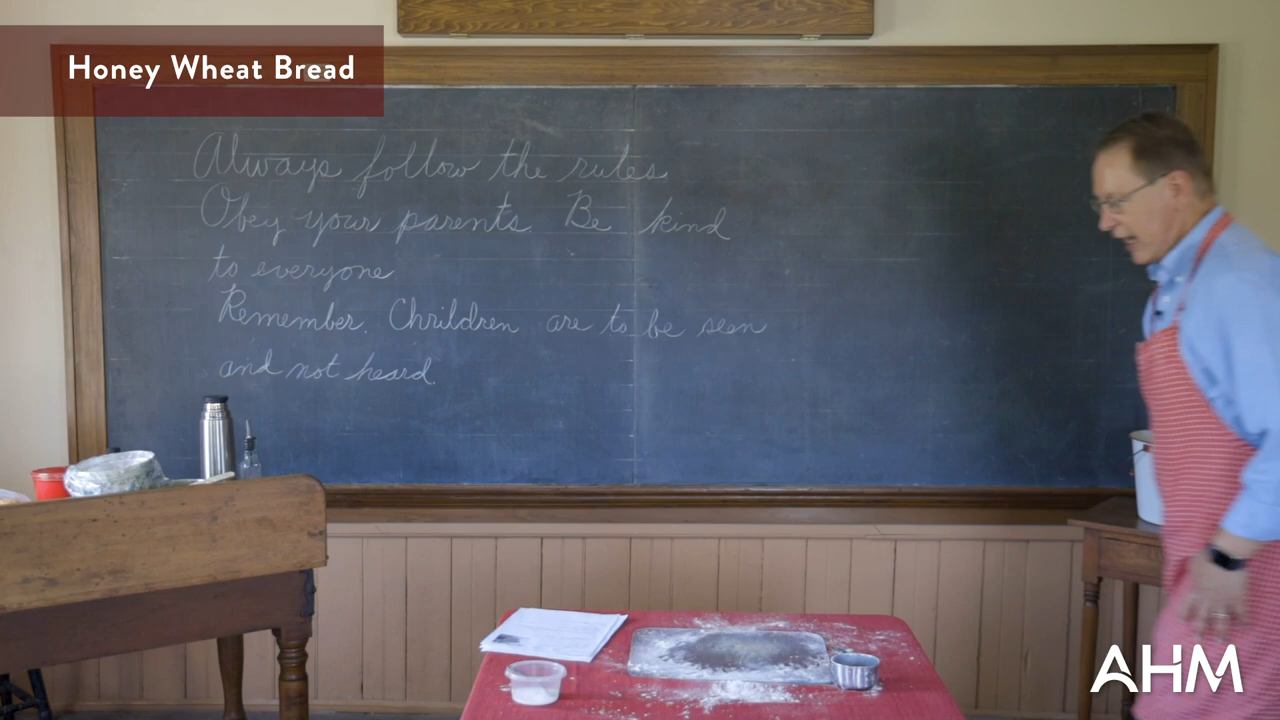 Honey Wheat Bread
Always follow the rules
Obey your parents Be kind
to everyone
Remember. Chrildren are to be seen
and not heard.
AHM